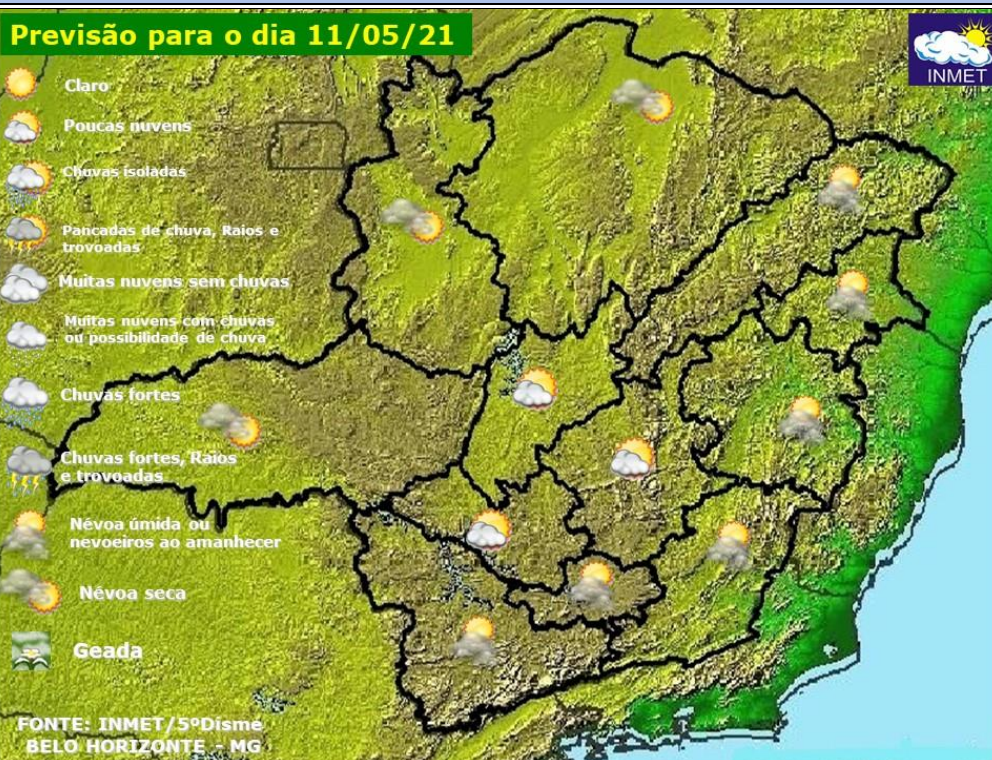 Previsão para o dia 11/05/21
INMET
Claro
Poucas nuvens
Chuvas isoladas
Pancadas de chuva, Raios e
trovoadas
Muitas nuvens sem chuvas
Muitas nuvens com chuvas
ou possibilidade de chuva
Chuvas fortes
Chuvas fortes, Raios
e trovoadas
Névoa úmida ou
nevoeiros ao amanhecer
Névoa seca
Geada
FONTE: INMET/5ºDisme
BELO HORIZONTE - MG